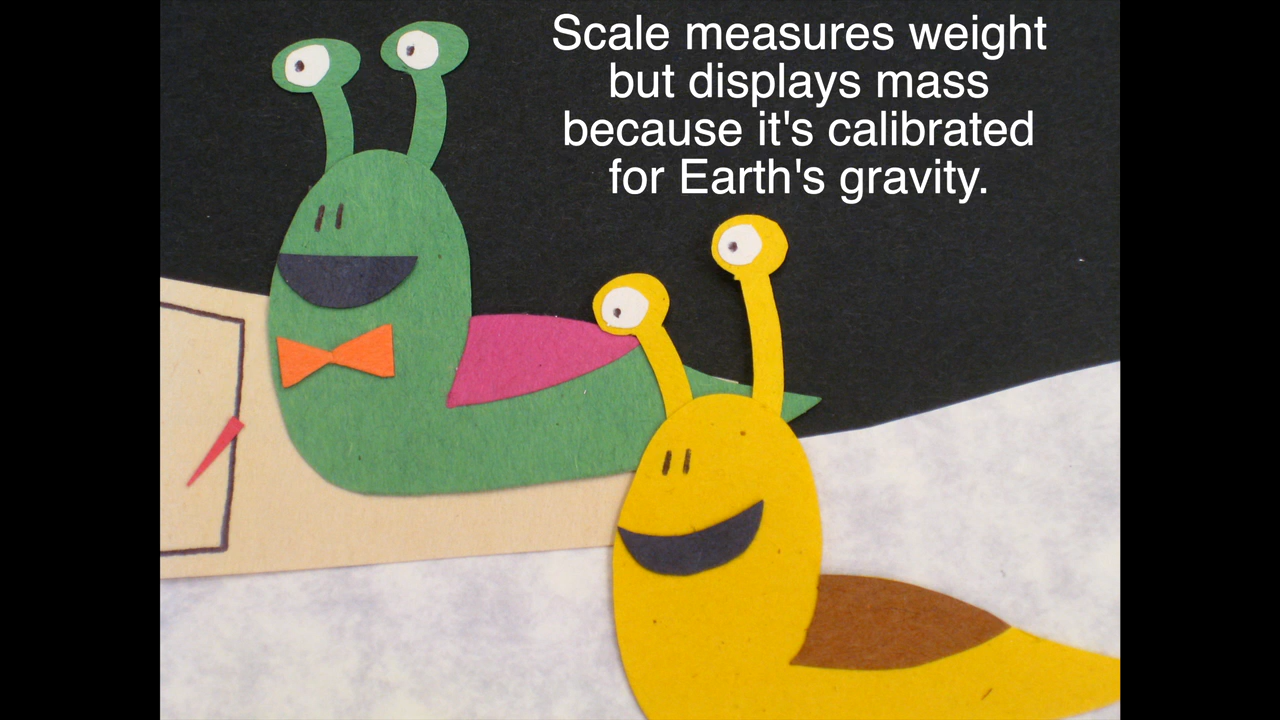 Scale measures weight
but displays mass
because it's calibrated
for Earth's gravity.